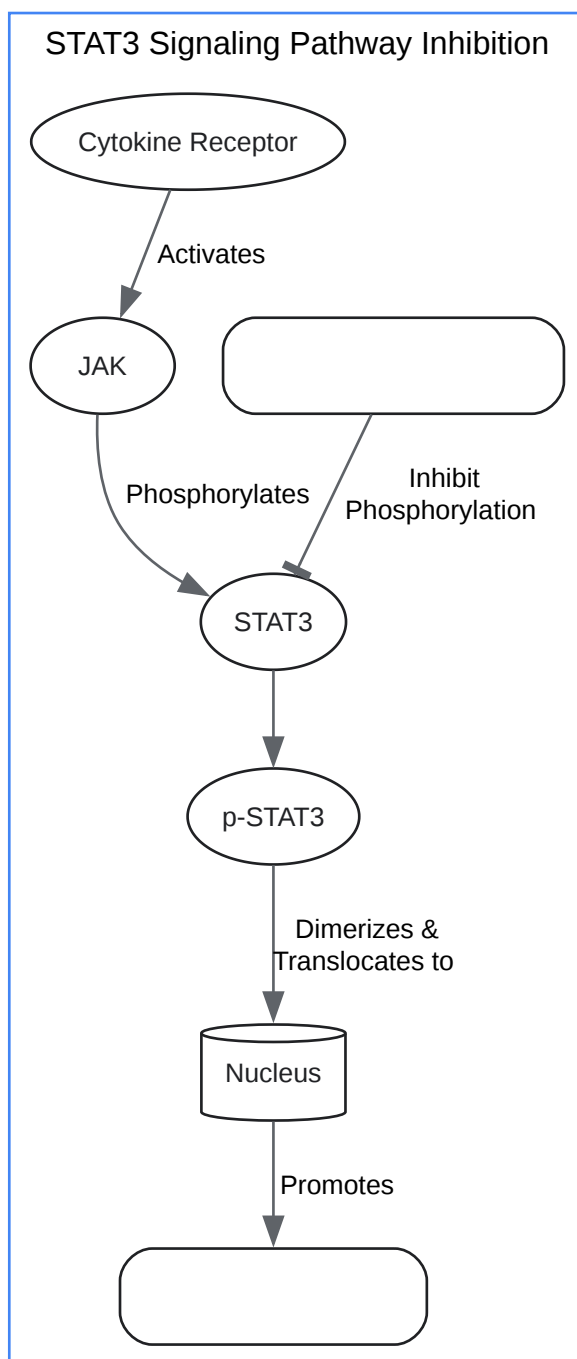 STAT3 Signaling Pathway Inhibition
Cytokine Receptor
Activates
JAK
Phosphorylates
Inhibit
Phosphorylation
STAT3
p-STAT3
Dimerizes &
Translocates to
Nucleus
Promotes